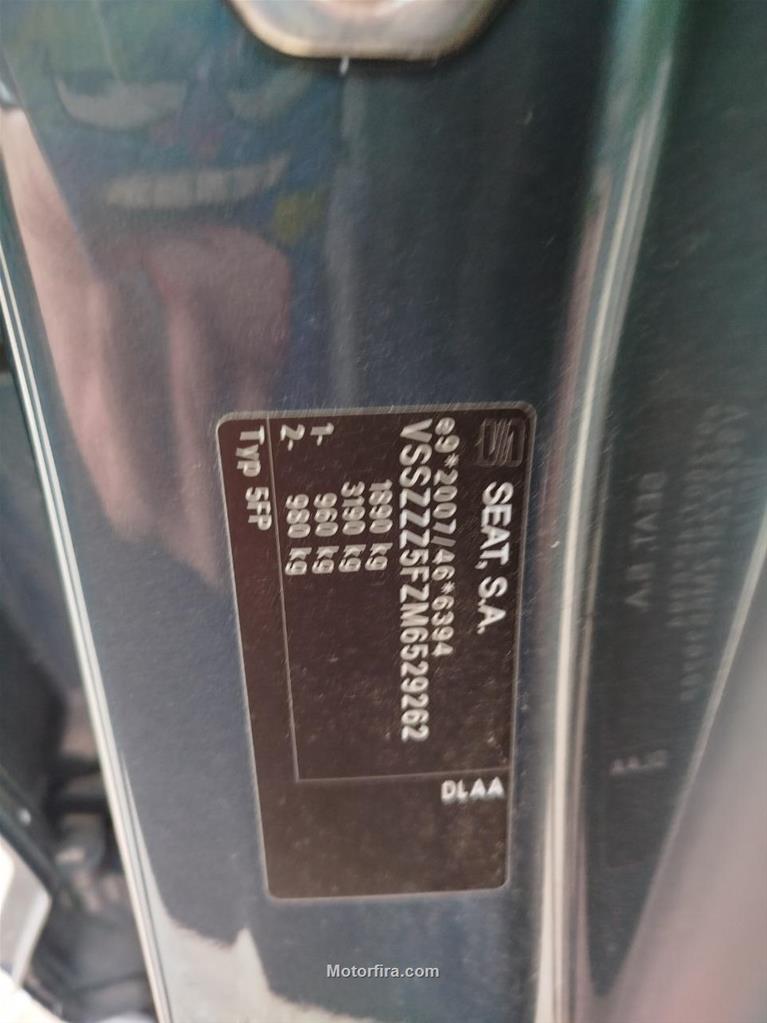 SEAT, S.A.
e9*2007/46*6394
VSSZZZ5FZM6529262
1890 kg
3190 kg
1- 960 kg
2- 980 kg
Typ 5FP
DLAA
Motorfira.com